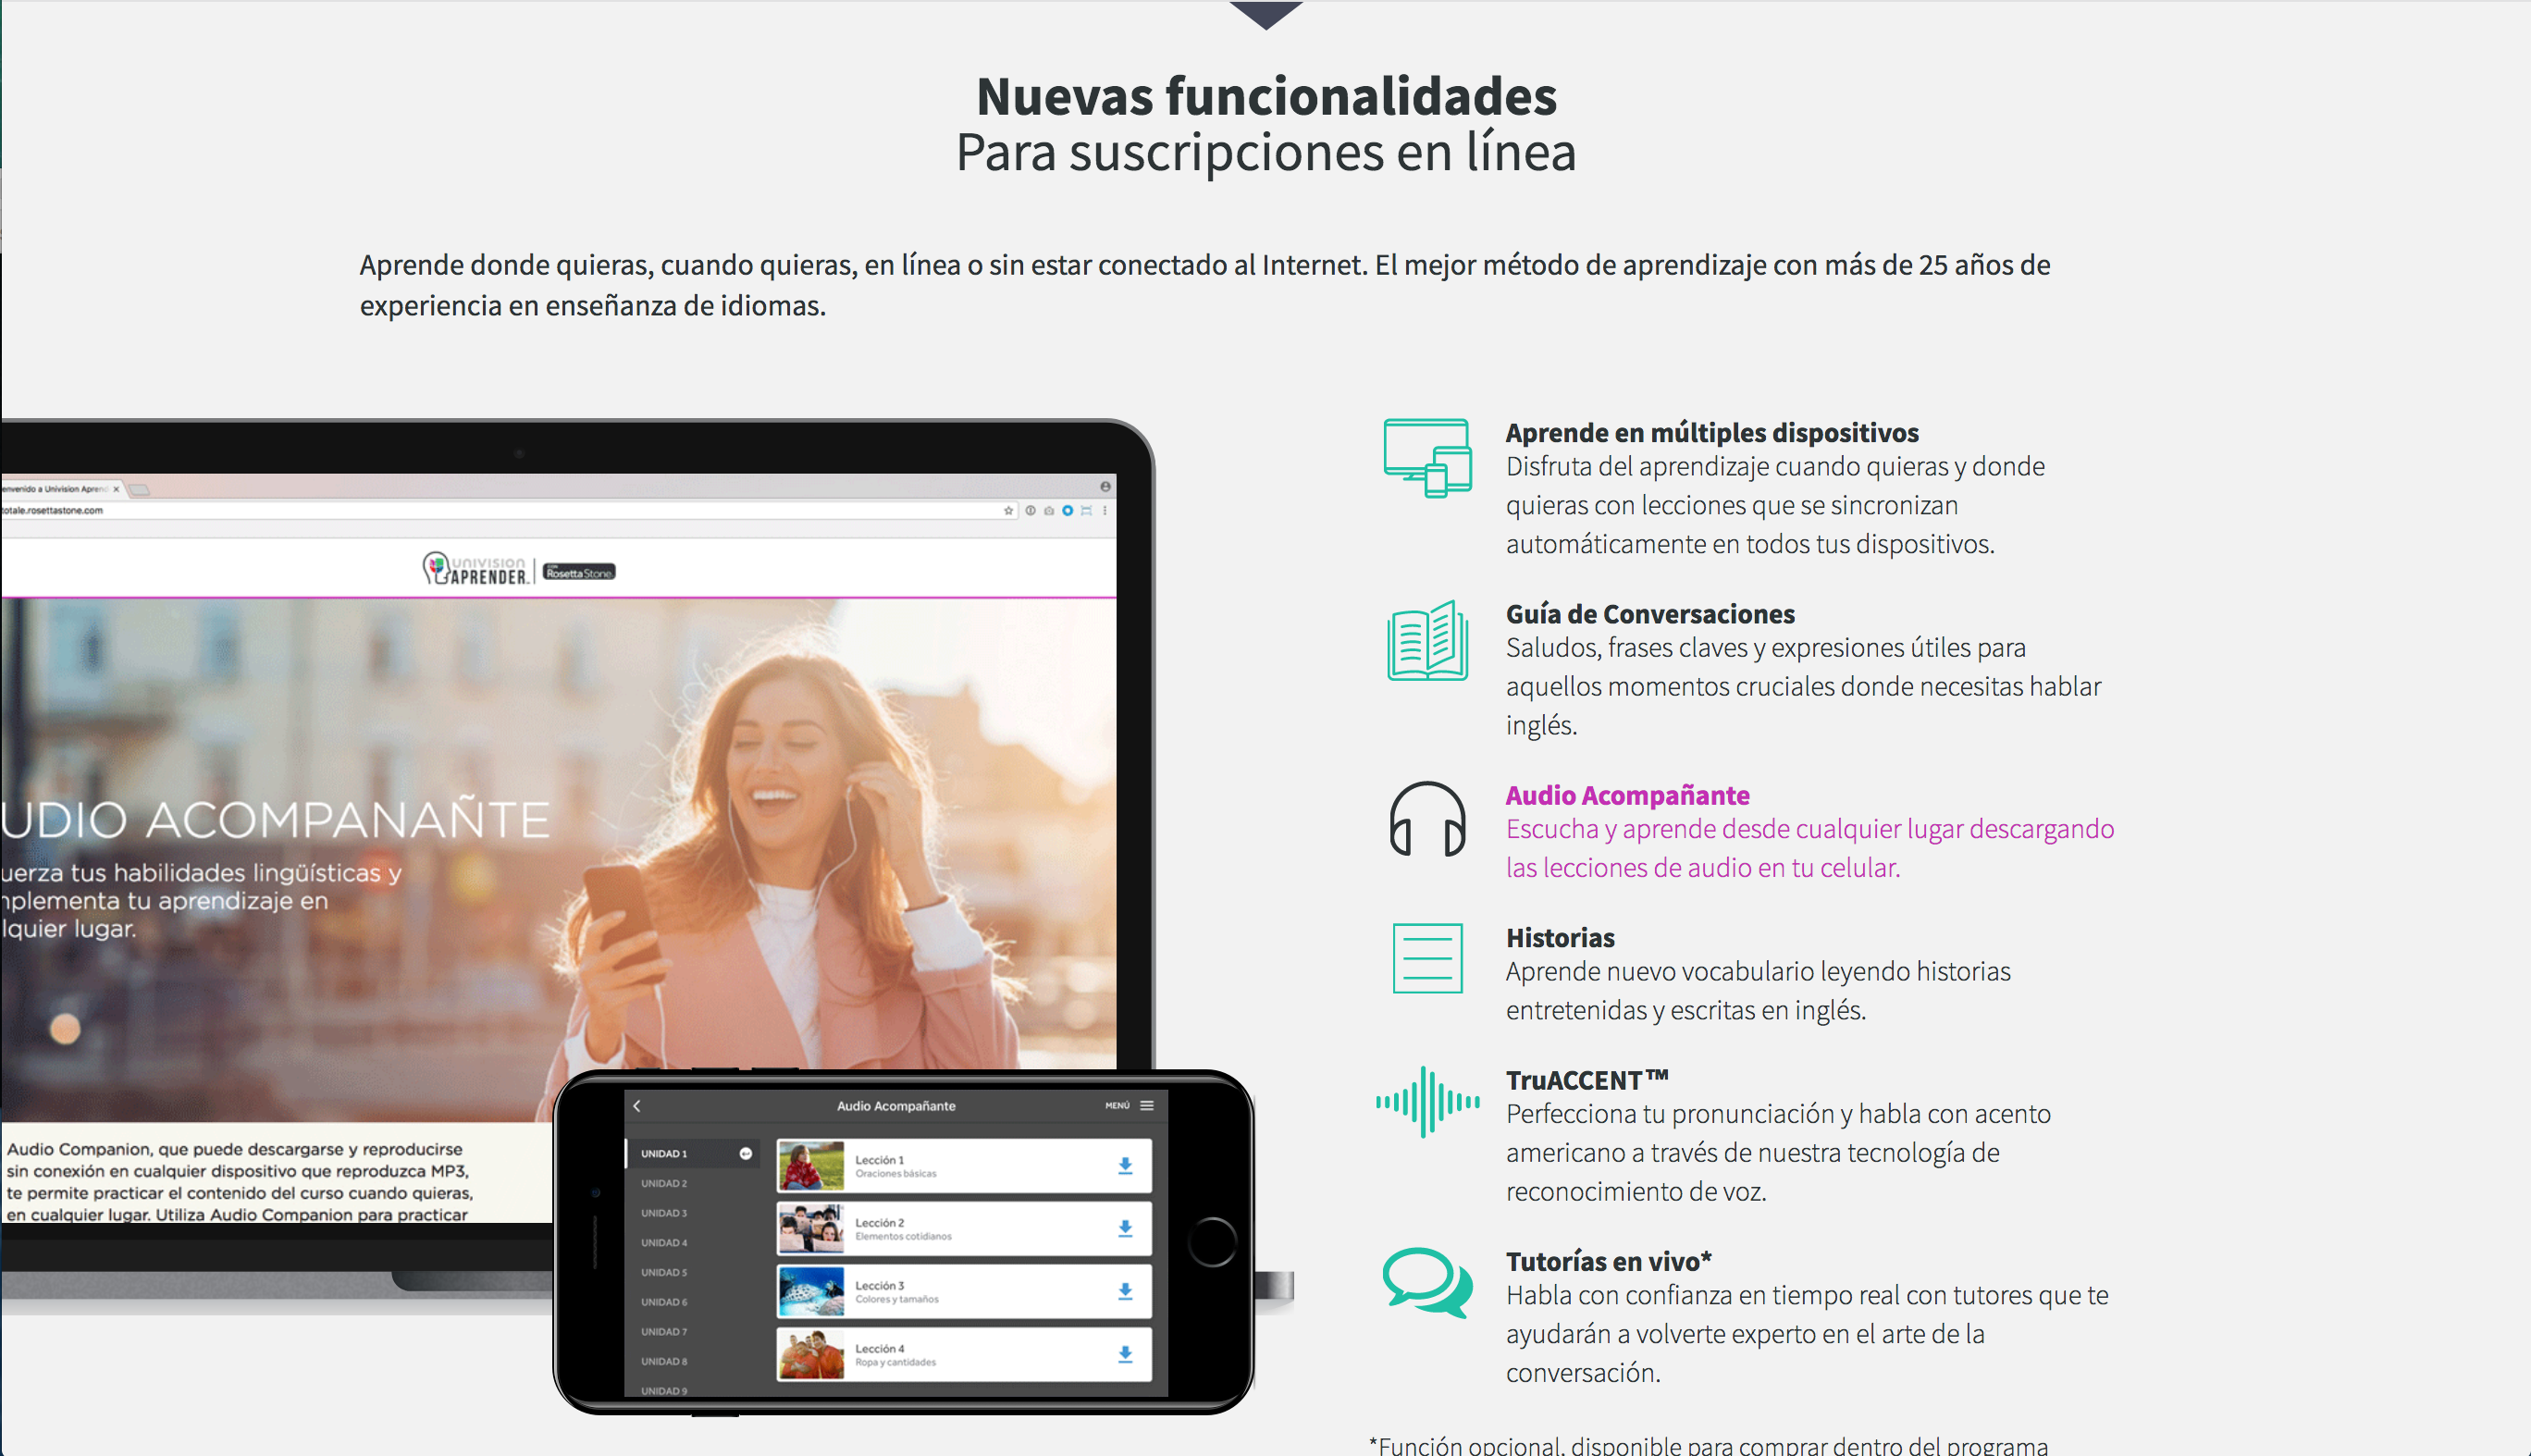 Nuevas funcionalidades
Para suscripciones en línea
Aprende donde quieras, cuando quieras, en línea o sin estar conectado al Internet. El mejor método de aprendizaje con más de 25 años de
experiencia en enseñanza de idiomas.
envenido a Univision Apren
totale.rosettastone.com
UNIVISION
APRENDER
CON
RosettaStone
UDIO ACOMPANAÑTE
uerza tus habilidades lingüísticas y
mplementa tu aprendizaje en
lquier lugar.
Audio Companion, que puede descargarse y reproducirse
sin conexión en cualquier dispositivo que reproduzca MP3,
te permite practicar el contenido del curso cuando quieras,
en cualquier lugar. Utiliza Audio Companion para practicar
Audio Acompañante
MENÚ
UNIDAD 1
UNIDAD 2
UNIDAD 3
UNIDAD 4
UNIDAD 5
UNIDAD 6
UNIDAD 7
UNIDAD 8
UNIDAD 9
Lección 1
Oraciones básicas
Lección 2
Elementos cotidianos
Lección 3
Colores y tamaños
Lección 4
Ropa y cantidades
Aprende en múltiples dispositivos
Disfruta del aprendizaje cuando quieras y donde
quieras con lecciones que se sincronizan
automáticamente en todos tus dispositivos.
Guía de Conversaciones
Saludos, frases claves y expresiones útiles para
aquellos momentos cruciales donde necesitas hablar
inglés.
Audio Acompañante
Escucha y aprende desde cualquier lugar descargando
las lecciones de audio en tu celular.
Historias
Aprende nuevo vocabulario leyendo historias
entretenidas y escritas en inglés.
TruACCENT™
Perfecciona tu pronunciación y habla con acento
americano a través de nuestra tecnología de
reconocimiento de voz.
Tutorías en vivo*
Habla con confianza en tiempo real con tutores que te
ayudarán a volverte experto en el arte de la
conversación.
*Función opcional, disponible para comprar dentro del programa